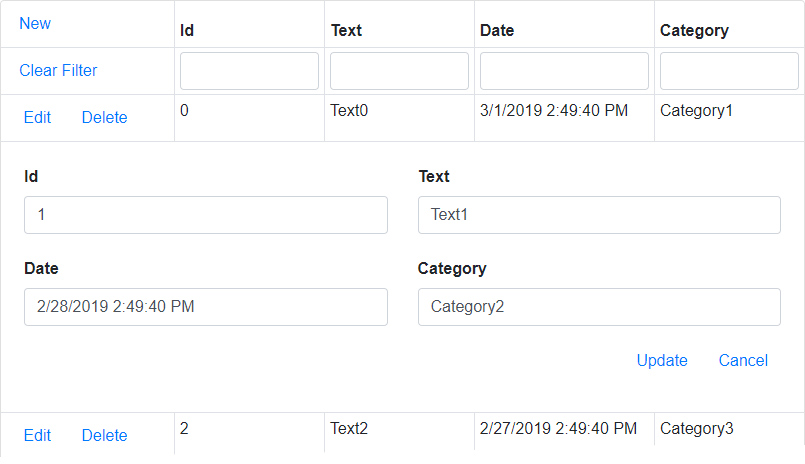 New Id Text Date Category
Clear Filter
Edit Delete 0 Text0 3/1/2019 2:49:40 PM Category1
Id Text
1 Text1
Date Category
2/28/2019 2:49:40 PM Category2
Update Cancel
Edit Delete 2 Text2 2/27/2019 2:49:40 PM Category3